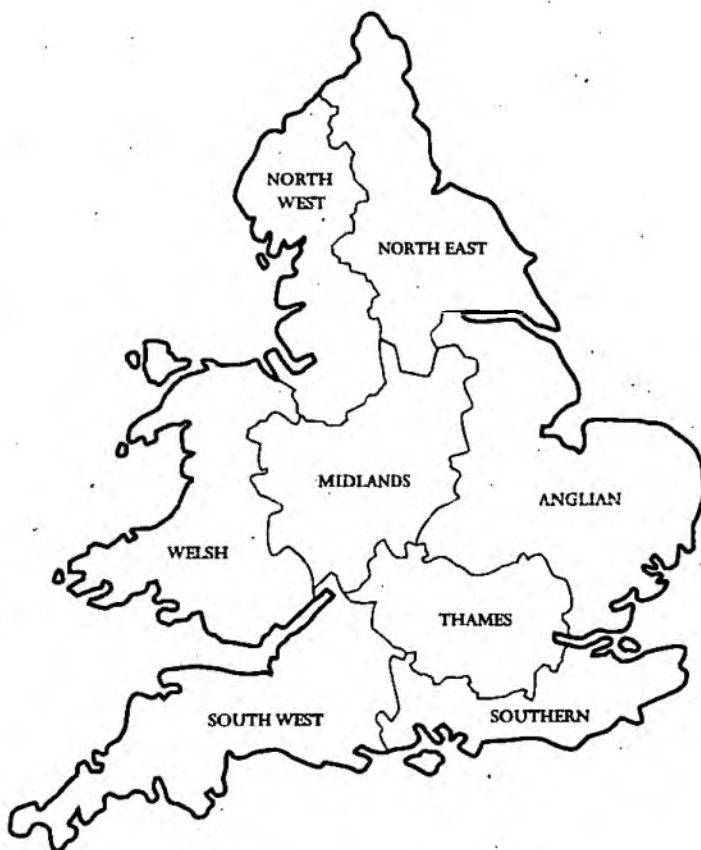 NORTH
WEST
NORTH EAST
MIDLANDS
ANGLIAN
WELSH
THAMES
SOUTH WEST
SOUTHERN